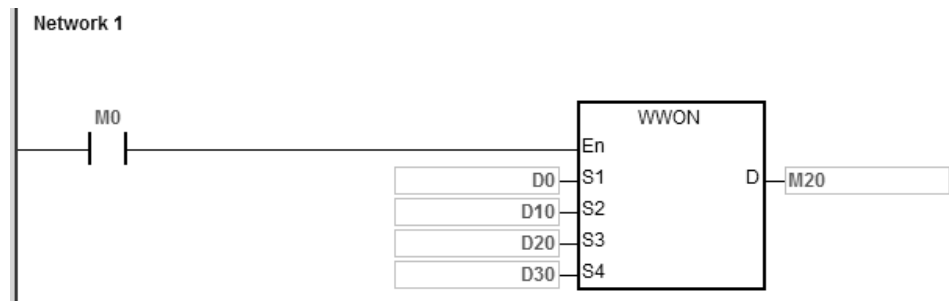 Network 1
M0
WWON
En
D0 S1 D M20
D10 S2
D20 S3
D30 S4